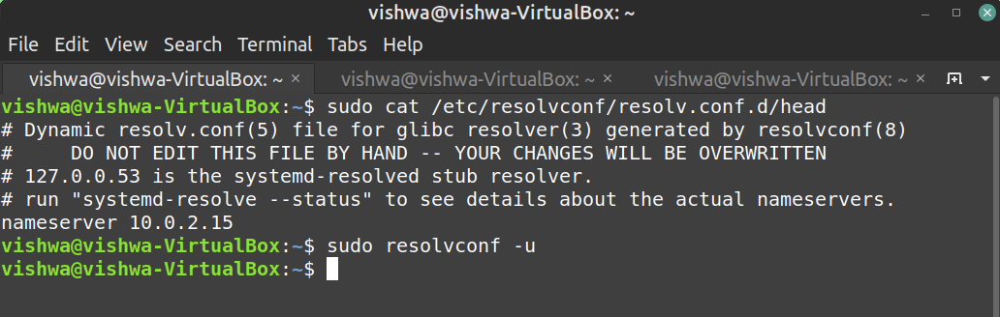 vishwa@vishwa-VirtualBox: ~
File Edit View Search Terminal Tabs Help
vishwa@vishwa-VirtualBox: ~ × vishwa@vishwa-VirtualBox: ~ × vishwa@vishwa-VirtualBox: ~ ×
vishwa@vishwa-VirtualBox:~$ sudo cat /etc/resolvconf/resolv.conf.d/head
# Dynamic resolv.conf(5) file for glibc resolver(3) generated by resolvconf(8)
#     DO NOT EDIT THIS FILE BY HAND -- YOUR CHANGES WILL BE OVERWRITTEN
# 127.0.0.53 is the systemd-resolved stub resolver.
# run "systemd-resolve --status" to see details about the actual nameservers.
nameserver 10.0.2.15
vishwa@vishwa-VirtualBox:~$ sudo resolvconf -u
vishwa@vishwa-VirtualBox:~$